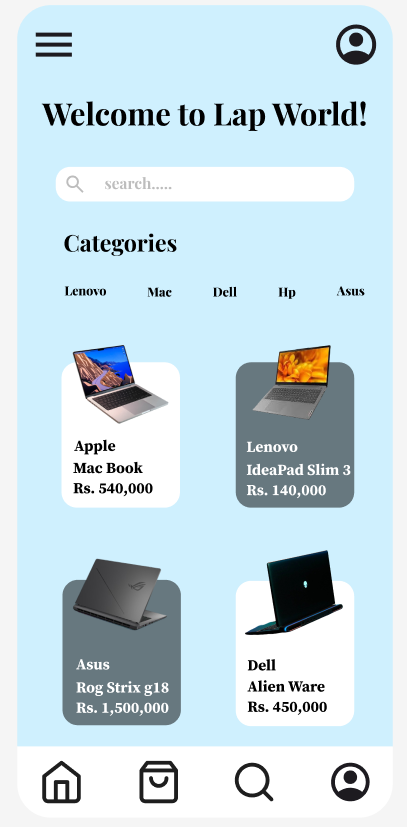 Welcome to Lap World!
search.....
Categories
Lenovo Mac Dell Hp Asus
Apple
Mac Book
Rs. 540,000
Lenovo
IdeaPad Slim 3
Rs. 140,000
Asus
Rog Strix g18
Rs. 1,500,000
Dell
Alien Ware
Rs. 450,000